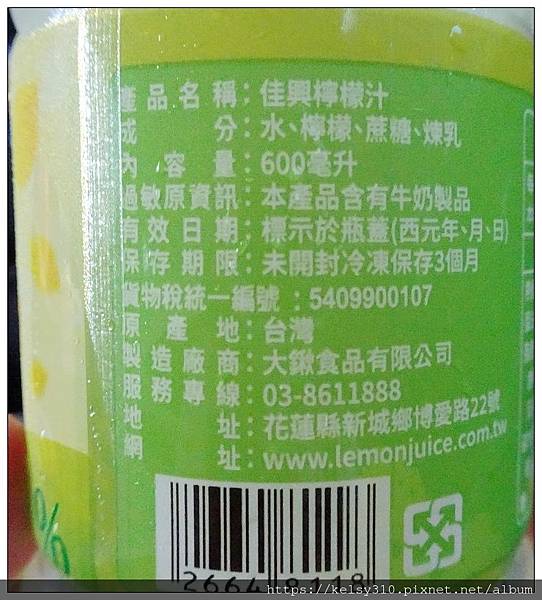 產品名稱：佳興檸檬汁
成分：水、檸檬、蔗糖、煉乳
內容量：600毫升
過敏原資訊：本產品含有牛奶製品
有效日期：標示於瓶蓋(西元年、月、日)
保存期限：未開封冷凍保存3個月
貨物稅統一編號：5409900107
原產地：台灣
製造廠商：大鍬食品有限公司
服務專線：03-8611888
地址：花蓮縣新城鄉博愛路22號
網址：www.lemonjuice.com.tw
%
https://kelsy310.pixnet.net/album